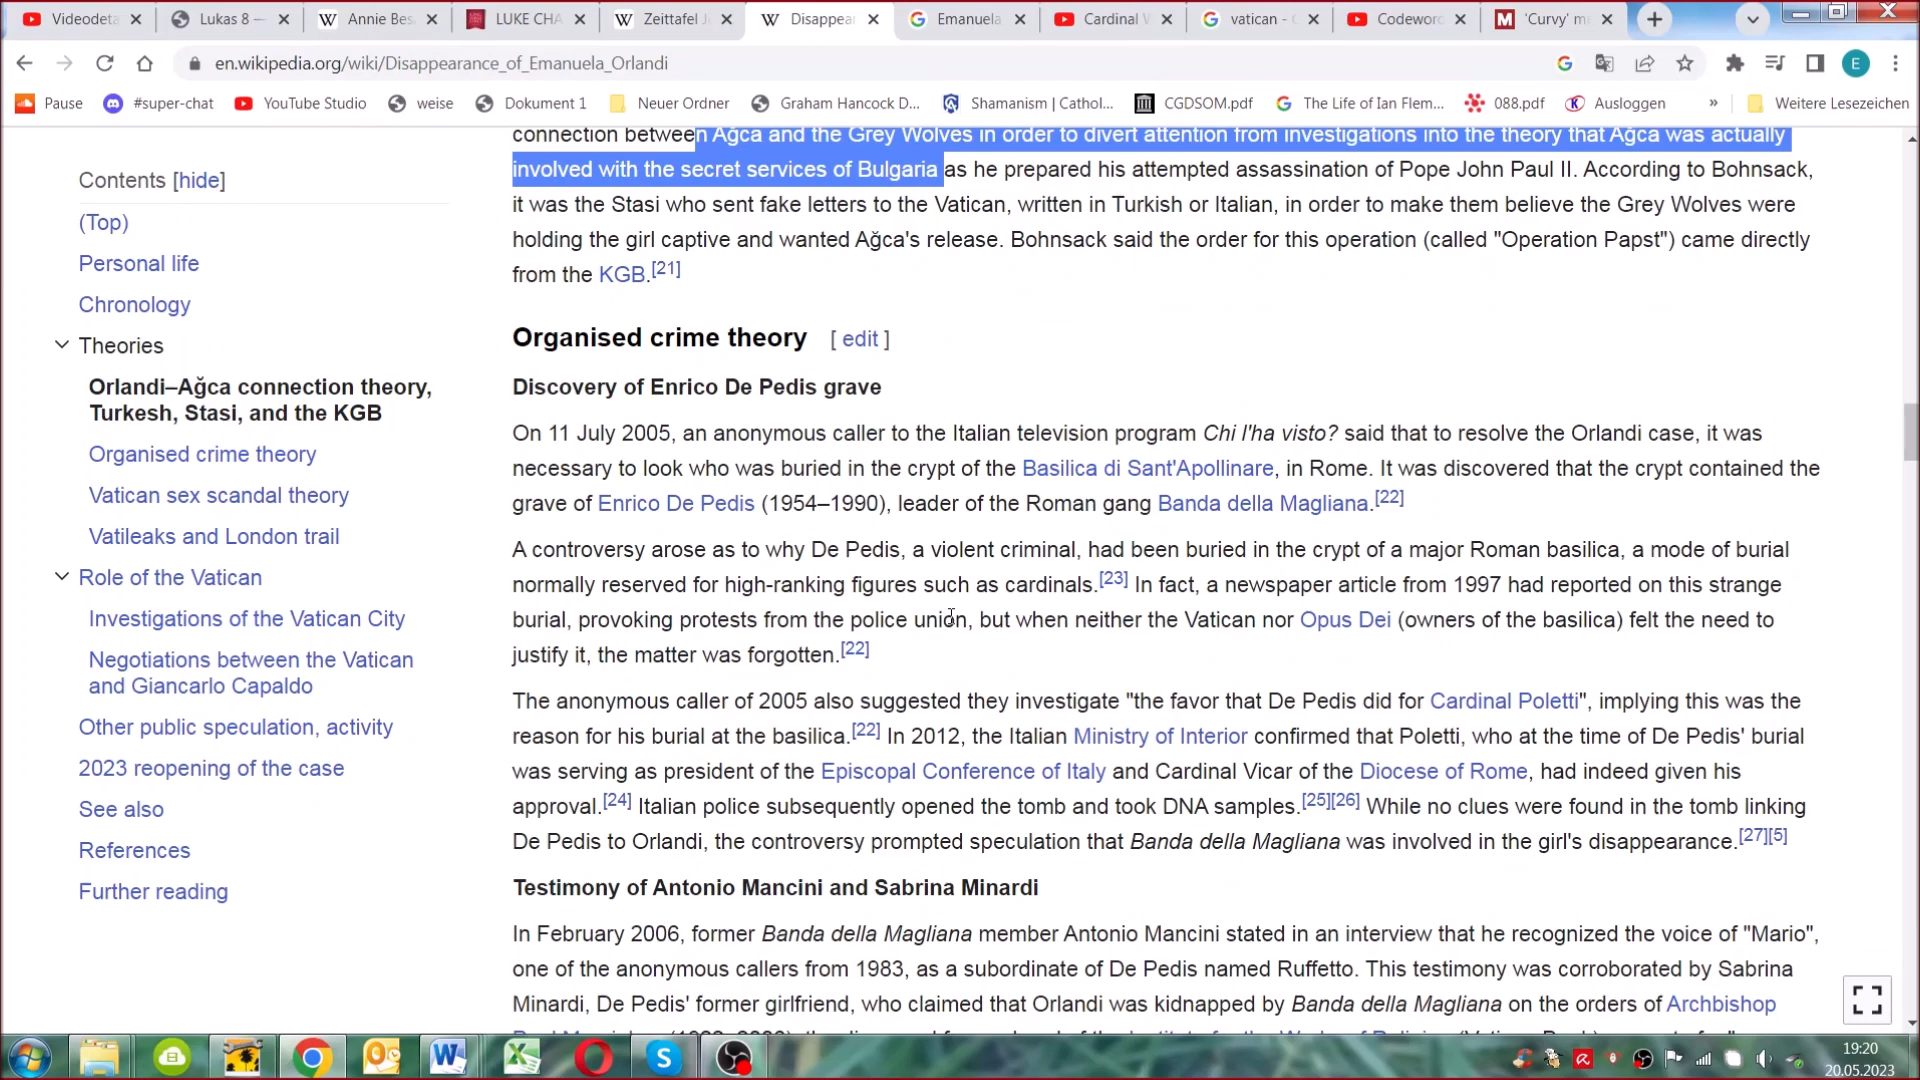 Videodeta
Lukas 8 —
Annie Bes
LUKE CHA
Zeittafel J
Disappear
Emanuela
Cardinal W
vatican - G
Codeword
'Curvy' me
en.wikipedia.org/wiki/Disappearance_of_Emanuela_Orlandi
E
Pause
#super-chat
YouTube Studio
weise
Dokument 1
Neuer Ordner
Graham Hancock D...
Shamanism | Cathol...
CGDSOM.pdf
The Life of Ian Flem...
088.pdf
Ausloggen
»
Weitere Lesezeichen
Contents [hide]
(Top)
Personal life
Chronology
Theories
Orlandi–Ağca connection theory,
Turkesh, Stasi, and the KGB
Organised crime theory
Vatican sex scandal theory
Vatileaks and London trail
Role of the Vatican
Investigations of the Vatican City
Negotiations between the Vatican
and Giancarlo Capaldo
Other public speculation, activity
2023 reopening of the case
See also
References
Further reading
connection between Ağca and the Grey Wolves in order to divert attention from investigations into the theory that Ağca was actually
involved with the secret services of Bulgaria as he prepared his attempted assassination of Pope John Paul II. According to Bohnsack,
it was the Stasi who sent fake letters to the Vatican, written in Turkish or Italian, in order to make them believe the Grey Wolves were
holding the girl captive and wanted Ağca's release. Bohnsack said the order for this operation (called "Operation Papst") came directly
from the KGB.[21]
Organised crime theory [ edit ]
Discovery of Enrico De Pedis grave
On 11 July 2005, an anonymous caller to the Italian television program Chi l'ha visto? said that to resolve the Orlandi case, it was
necessary to look who was buried in the crypt of the Basilica di Sant'Apollinare, in Rome. It was discovered that the crypt contained the
grave of Enrico De Pedis (1954–1990), leader of the Roman gang Banda della Magliana.[22]
A controversy arose as to why De Pedis, a violent criminal, had been buried in the crypt of a major Roman basilica, a mode of burial
normally reserved for high-ranking figures such as cardinals.[23] In fact, a newspaper article from 1997 had reported on this strange
burial, provoking protests from the police union, but when neither the Vatican nor Opus Dei (owners of the basilica) felt the need to
justify it, the matter was forgotten.[22]
The anonymous caller of 2005 also suggested they investigate "the favor that De Pedis did for Cardinal Poletti", implying this was the
reason for his burial at the basilica.[22] In 2012, the Italian Ministry of Interior confirmed that Poletti, who at the time of De Pedis' burial
was serving as president of the Episcopal Conference of Italy and Cardinal Vicar of the Diocese of Rome, had indeed given his
approval.[24] Italian police subsequently opened the tomb and took DNA samples.[25][26] While no clues were found in the tomb linking
De Pedis to Orlandi, the controversy prompted speculation that Banda della Magliana was involved in the girl's disappearance.[27][5]
Testimony of Antonio Mancini and Sabrina Minardi
In February 2006, former Banda della Magliana member Antonio Mancini stated in an interview that he recognized the voice of "Mario",
one of the anonymous callers from 1983, as a subordinate of De Pedis named Ruffetto. This testimony was corroborated by Sabrina
Minardi, De Pedis' former girlfriend, who claimed that Orlandi was kidnapped by Banda della Magliana on the orders of Archbishop
19:20
20.05.2023